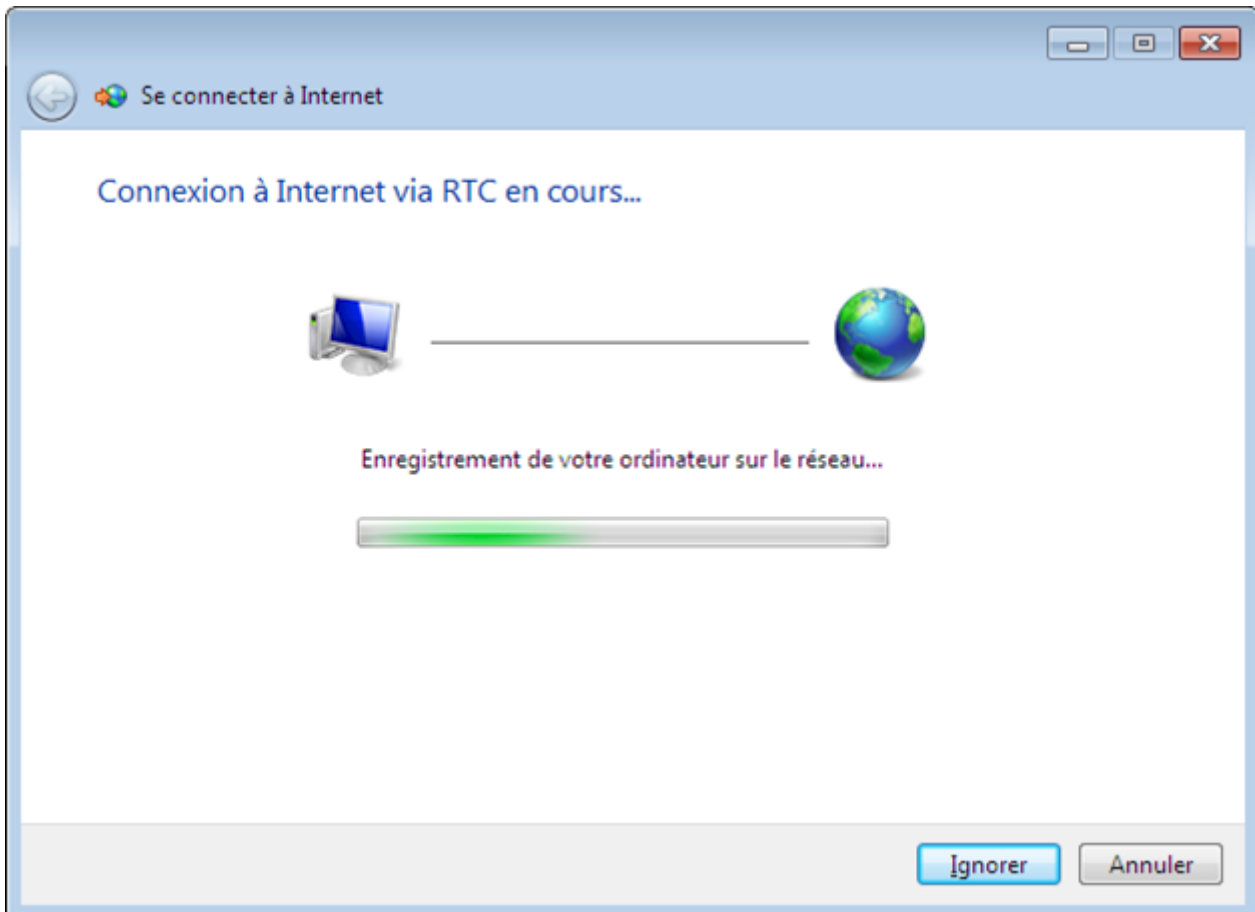 Se connecter à Internet
Connexion à Internet via RTC en cours...
Enregistrement de votre ordinateur sur le réseau...
Ignorer Annuler